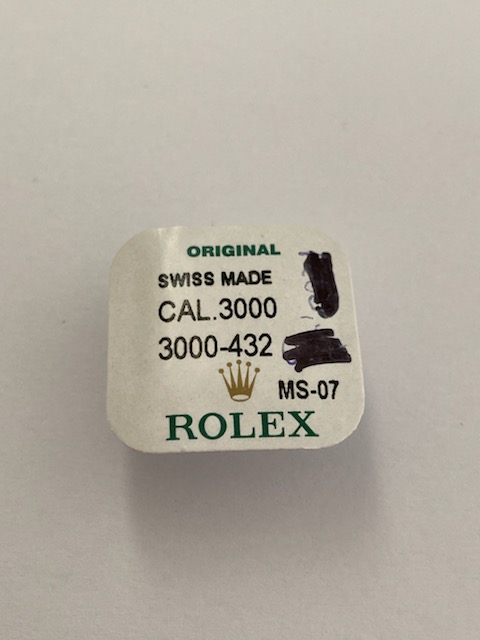 ORIGINAL
SWISS MADE
CAL.3000
3000-432
MS-07
ROLEX